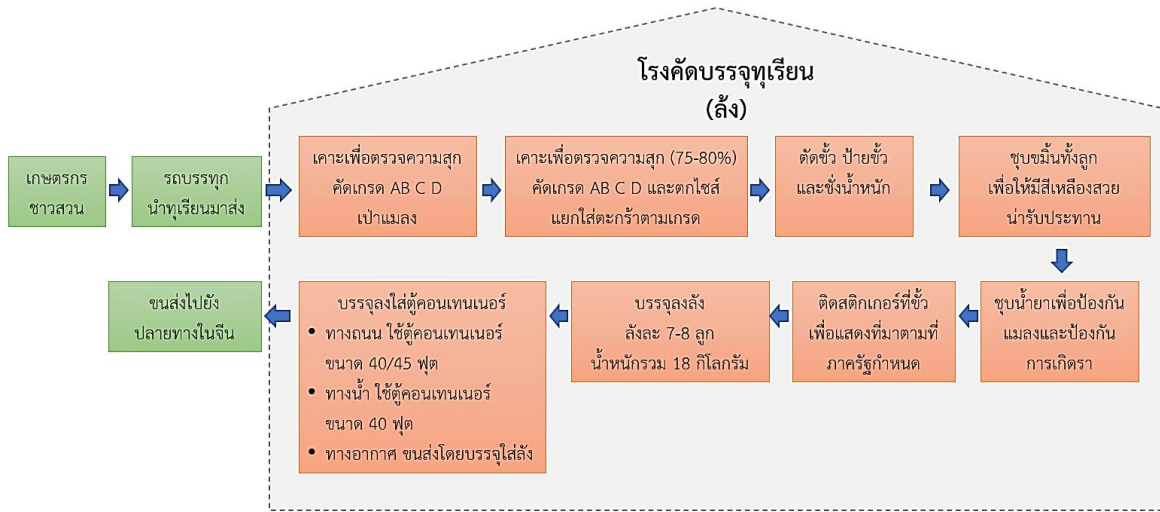 โรงคัดบรรจุทุเรียน
(ล้ง)
เกษตรกร
ชาวสวน
รถบรรทุก
นำทุเรียนมาส่ง
เคาะเพื่อตรวจความสุก
คัดเกรด AB C D
เป่าแมลง
เคาะเพื่อตรวจความสุก (75-80%)
คัดเกรด AB C D และตกไซส์
แยกใส่ตะกร้าตามเกรด
ตัดขั้ว ป้ายขั้ว
และชั่งน้ำหนัก
ชุบขมิ้นทั้งลูก
เพื่อให้มีสีเหลืองสวย
น่ารับประทาน
ชุบน้ำยาเพื่อป้องกัน
แมลงและป้องกัน
การเกิดรา
ติดสติกเกอร์ที่ขั้ว
เพื่อแสดงที่มาตามที่
ภาครัฐกำหนด
บรรจุลงลัง
ลังละ 7-8 ลูก
น้ำหนักรวม 18 กิโลกรัม
บรรจุลงใส่ตู้คอนเทนเนอร์
• ทางถนน ใช้ตู้คอนเทนเนอร์
ขนาด 40/45 ฟุต
• ทางน้ำ ใช้ตู้คอนเทนเนอร์
ขนาด 40 ฟุต
• ทางอากาศ ขนส่งโดยบรรจุใส่ลัง
ขนส่งไปยัง
ปลายทางในจีน